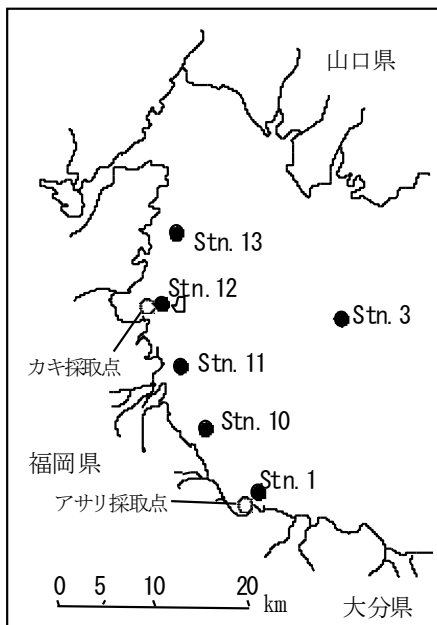 山口県
Stn. 13
Stn. 12
Stn. 3
カキ採取点
Stn. 11
Stn. 10
福岡県
Stn. 1
アサリ採取点
0 5 10 20
km
大分県